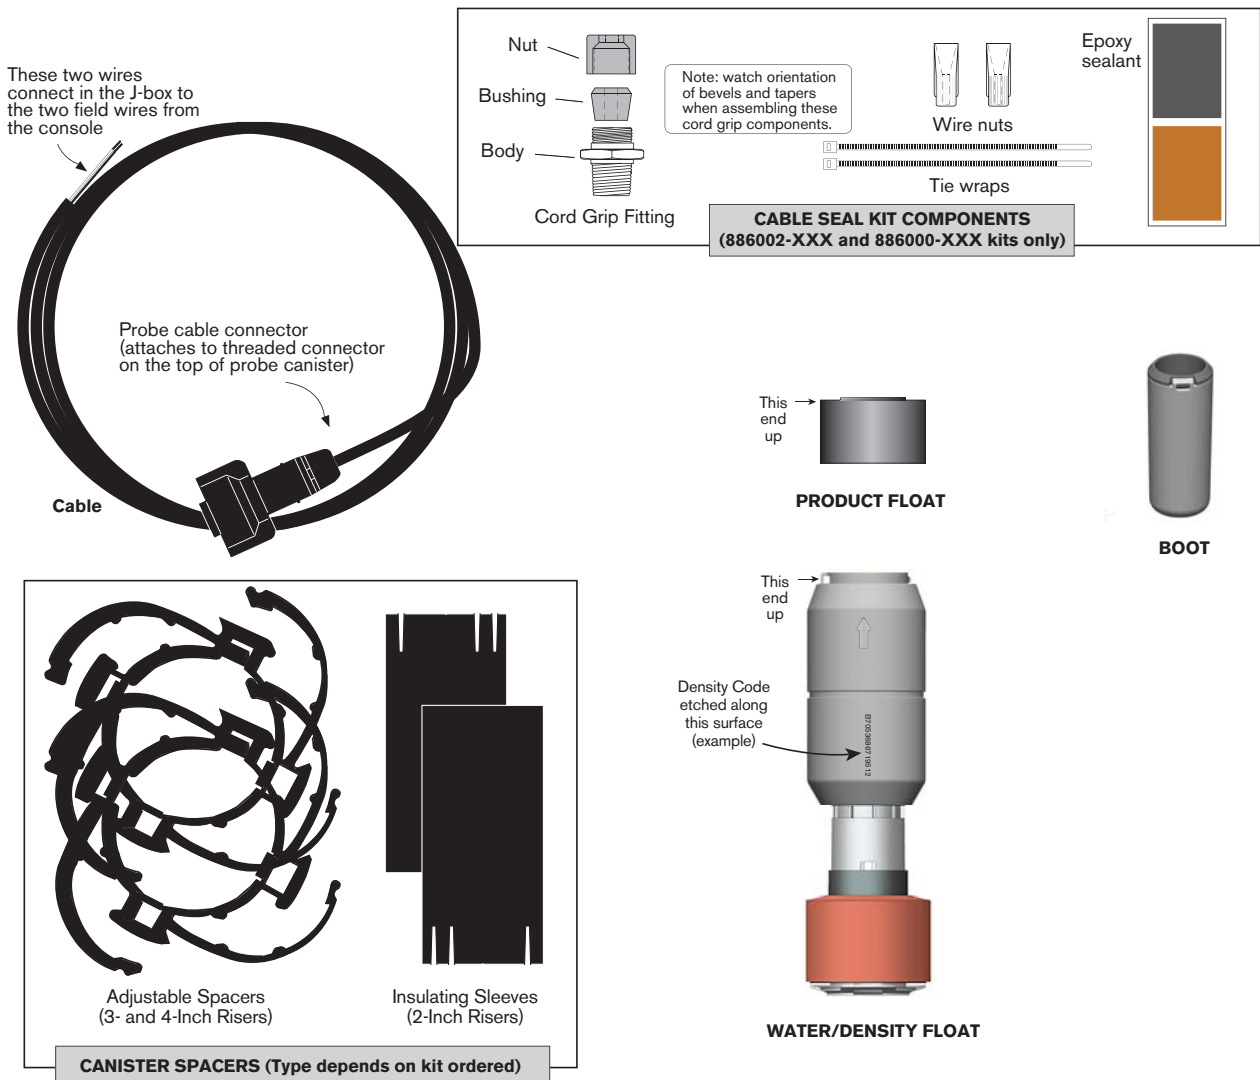 These two wires
connect in the J-box to
the two field wires from
the console
Nut
Bushing
Body
Cord Grip Fitting
Note: watch orientation
of bevels and tapers
when assembling these
cord grip components.
Wire nuts
Tie wraps
Epoxy
sealant
CABLE SEAL KIT COMPONENTS
(886002-XXX and 886000-XXX kits only)
Probe cable connector
(attaches to threaded connector
on the top of probe canister)
Cable
This
end
up
PRODUCT FLOAT
BOOT
This
end
up
Density Code
etched along
this surface
(example)
WATER/DENSITY FLOAT
Adjustable Spacers
(3- and 4-Inch Risers)
Insulating Sleeves
(2-Inch Risers)
CANISTER SPACERS (Type depends on kit ordered)